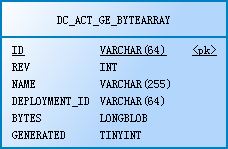 DC_ACT_GE_BYTEARRAY
ID VARCHAR(64) <pk>
REV INT
NAME VARCHAR(255)
DEPLOYMENT_ID VARCHAR(64)
BYTES LONGBLOB
GENERATED TINYINT